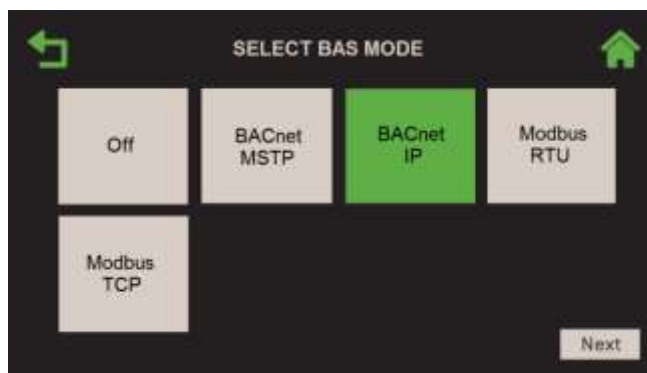 SELECT BAS MODE
Off
BACnet
MSTP
BACnet
IP
Modbus
RTU
Modbus
TCP
Next